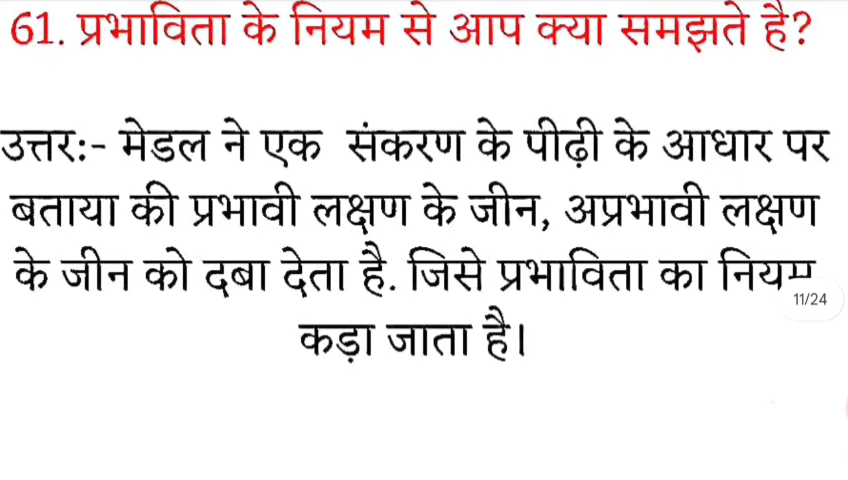 61. प्रभाविता के नियम से आप क्या समझते है?
उत्तर:- मेडल ने एक संकरण के पीढ़ी के आधार पर
बताया की प्रभावी लक्षण के जीन, अप्रभावी लक्षण
के जीन को दबा देता है. जिसे प्रभाविता का नियम
11/24
कड़ा जाता है।